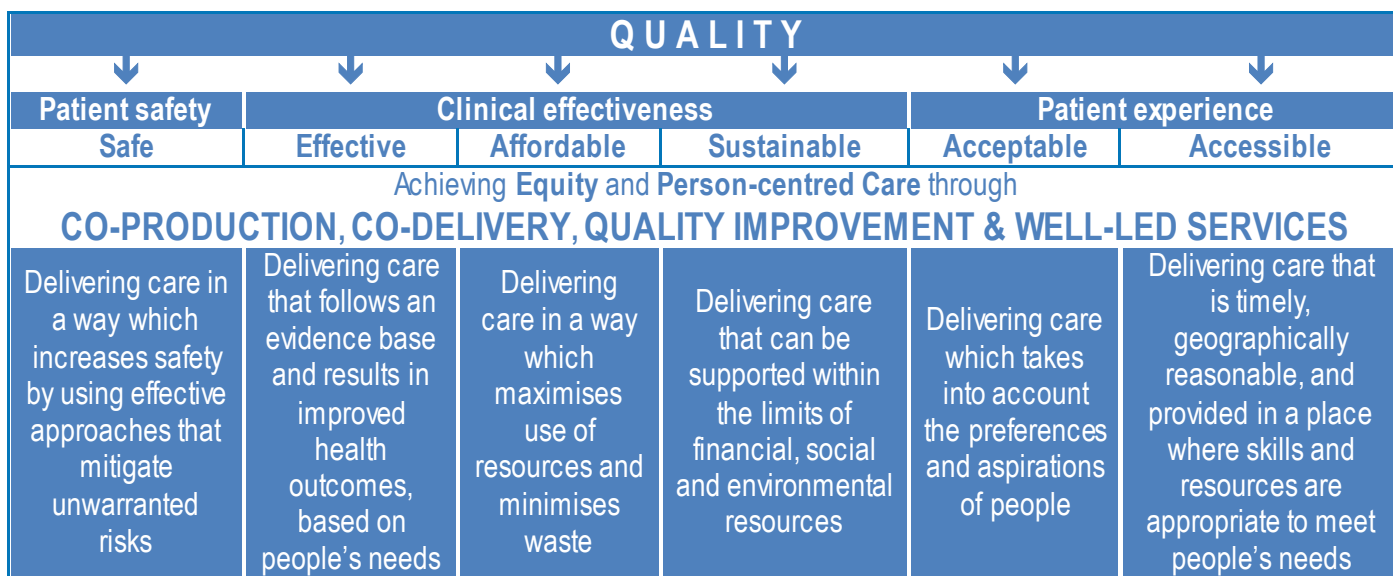 QUALITY
Patient safety
Clinical effectiveness
Patient experience
Safe
Effective
Affordable
Sustainable
Acceptable
Accessible
Achieving Equity and Person-centred Care through
CO-PRODUCTION, CO-DELIVERY, QUALITY IMPROVEMENT & WELL-LED SERVICES
Delivering care in
a way which
increases safety
by using effective
approaches that
mitigate
unwarranted
risks
Delivering care
that follows an
evidence base
and results in
improved
health
outcomes,
based on
people’s needs
Delivering
care in a way
which
maximises
use of
resources and
minimises
waste
Delivering care
that can be
supported within
the limits of
financial, social
and environmental
resources
Delivering care
which takes
into account
the preferences
and aspirations
of people
Delivering care that
is timely,
geographically
reasonable, and
provided in a place
where skills and
resources are
appropriate to meet
people’s needs